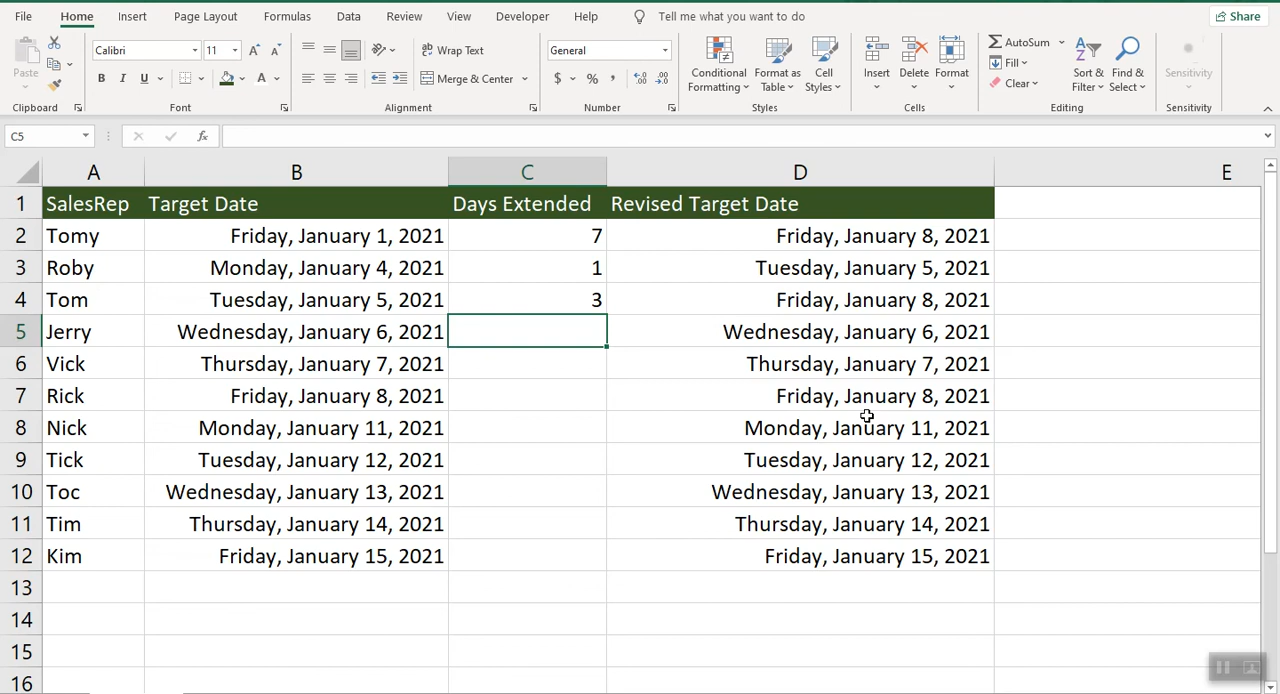 File Home Insert Page Layout Formulas Data Review View Developer Help Tell me what you want to do Share
Paste Calibri 11 A A Wrap Text General Conditional Formatting Format as Table Cell Styles Insert Delete Format AutoSum Sort & Filter Find & Select Sensitivity
B I U A Merge & Center $ % , Fill
Clear
Clipboard Font Alignment Number Styles Cells Editing Sensitivity
C5 fx
A B C D E
1 SalesRep Target Date Days Extended Revised Target Date
2 Tomy Friday, January 1, 2021 7 Friday, January 8, 2021
3 Roby Monday, January 4, 2021 1 Tuesday, January 5, 2021
4 Tom Tuesday, January 5, 2021 3 Friday, January 8, 2021
5 Jerry Wednesday, January 6, 2021 Wednesday, January 6, 2021
6 Vick Thursday, January 7, 2021 Thursday, January 7, 2021
7 Rick Friday, January 8, 2021 Friday, January 8, 2021
8 Nick Monday, January 11, 2021 Monday, January 11, 2021
9 Tick Tuesday, January 12, 2021 Tuesday, January 12, 2021
10 Toc Wednesday, January 13, 2021 Wednesday, January 13, 2021
11 Tim Thursday, January 14, 2021 Thursday, January 14, 2021
12 Kim Friday, January 15, 2021 Friday, January 15, 2021
13
14
15
16